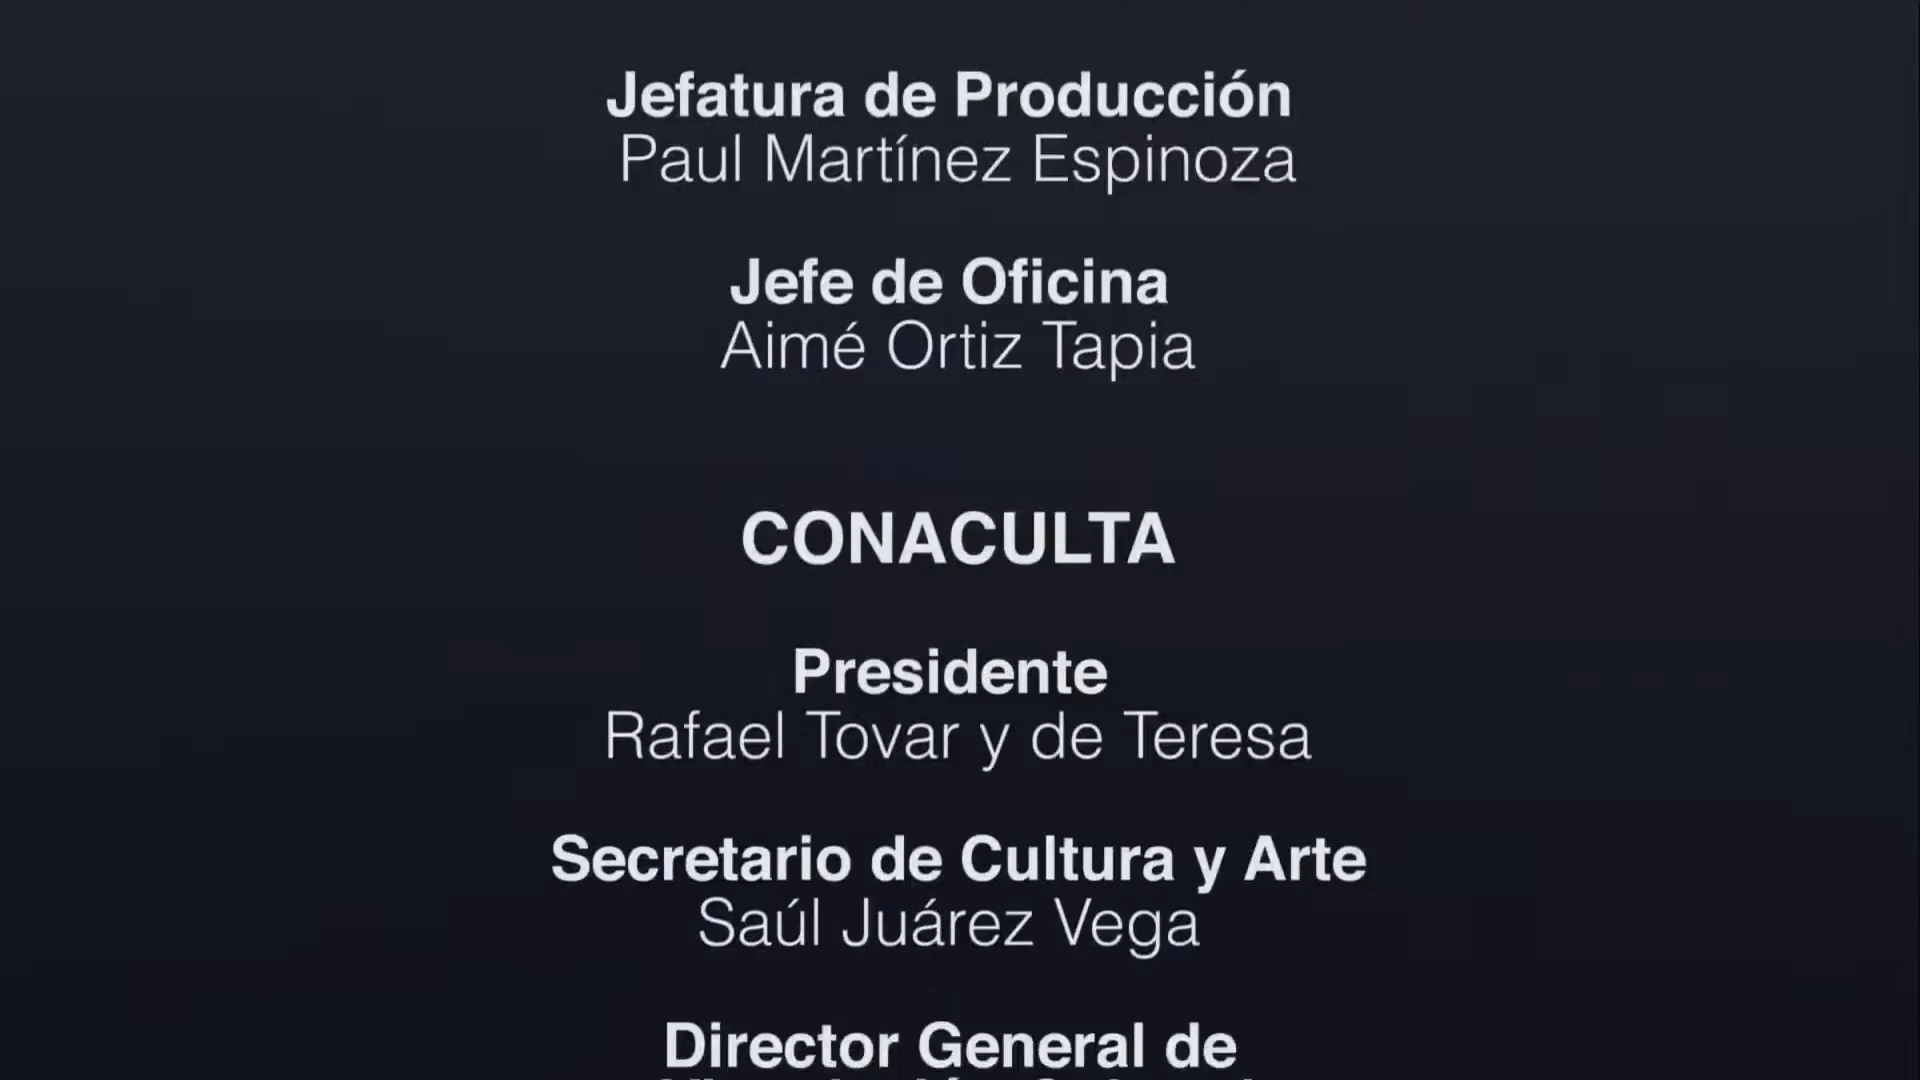 Jefatura de Producción
Paul Martínez Espinoza
Jefe de Oficina
Aimé Ortiz Tapia
CONACULTA
Presidente
Rafael Tovar y de Teresa
Secretario de Cultura y Arte
Saúl Juárez Vega
Director General de